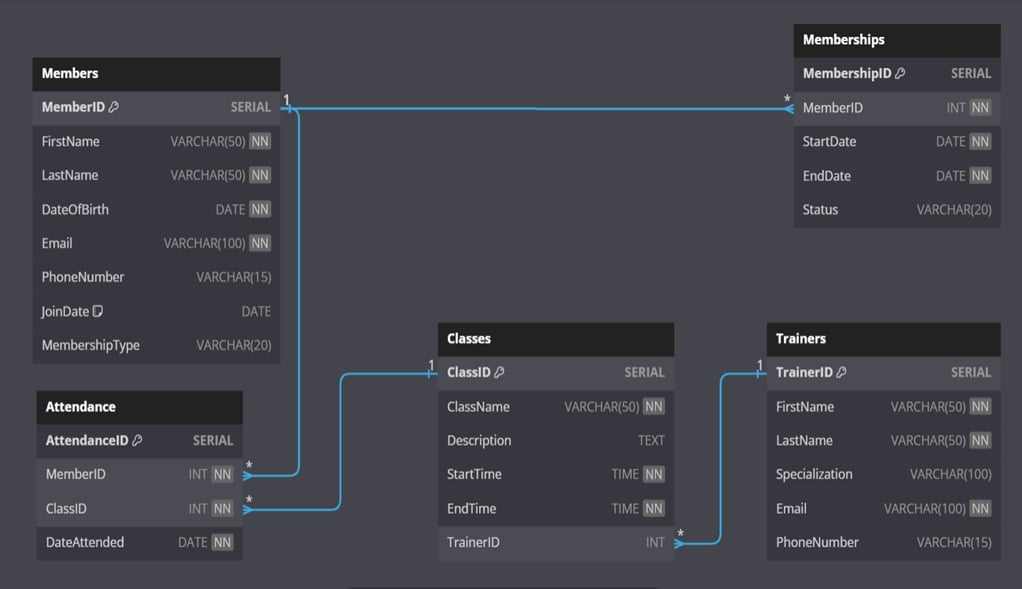 Members
MemberID SERIAL
FirstName VARCHAR(50) NN
LastName VARCHAR(50) NN
DateOfBirth DATE NN
Email VARCHAR(100) NN
PhoneNumber VARCHAR(15)
JoinDate DATE
MembershipType VARCHAR(20)
1
*
Memberships
MembershipID SERIAL
MemberID INT NN
StartDate DATE NN
EndDate DATE NN
Status VARCHAR(20)
Attendance
AttendanceID SERIAL
MemberID INT NN
ClassID INT NN
DateAttended DATE NN
*
*
1
Classes
ClassID SERIAL
ClassName VARCHAR(50) NN
Description TEXT
StartTime TIME NN
EndTime TIME NN
TrainerID INT
*
1
Trainers
TrainerID SERIAL
FirstName VARCHAR(50) NN
LastName VARCHAR(50) NN
Specialization VARCHAR(100)
Email VARCHAR(100) NN
PhoneNumber VARCHAR(15)